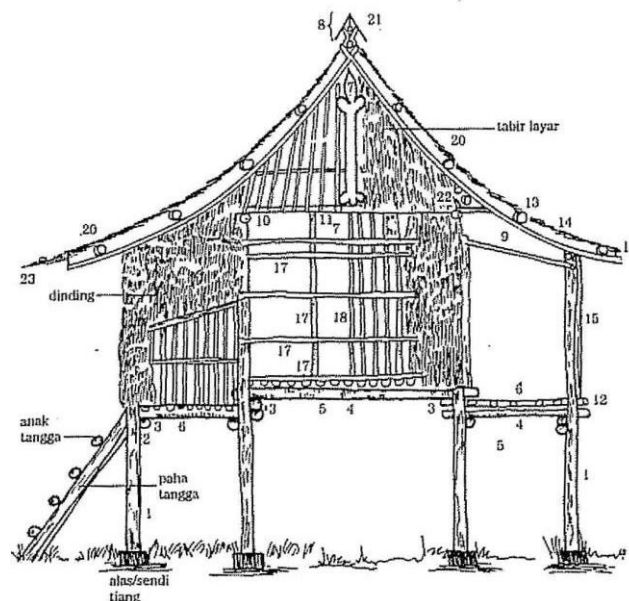 8 21
tabir layar
20
13
14
22
10 11 9
7
20
23
17
dinding
17 18
17
17
15
6
12
3 6
3 5 4 3
4
5
2
anak
tangga
paha
tangga
1
1
1
alas/sendi
tiang